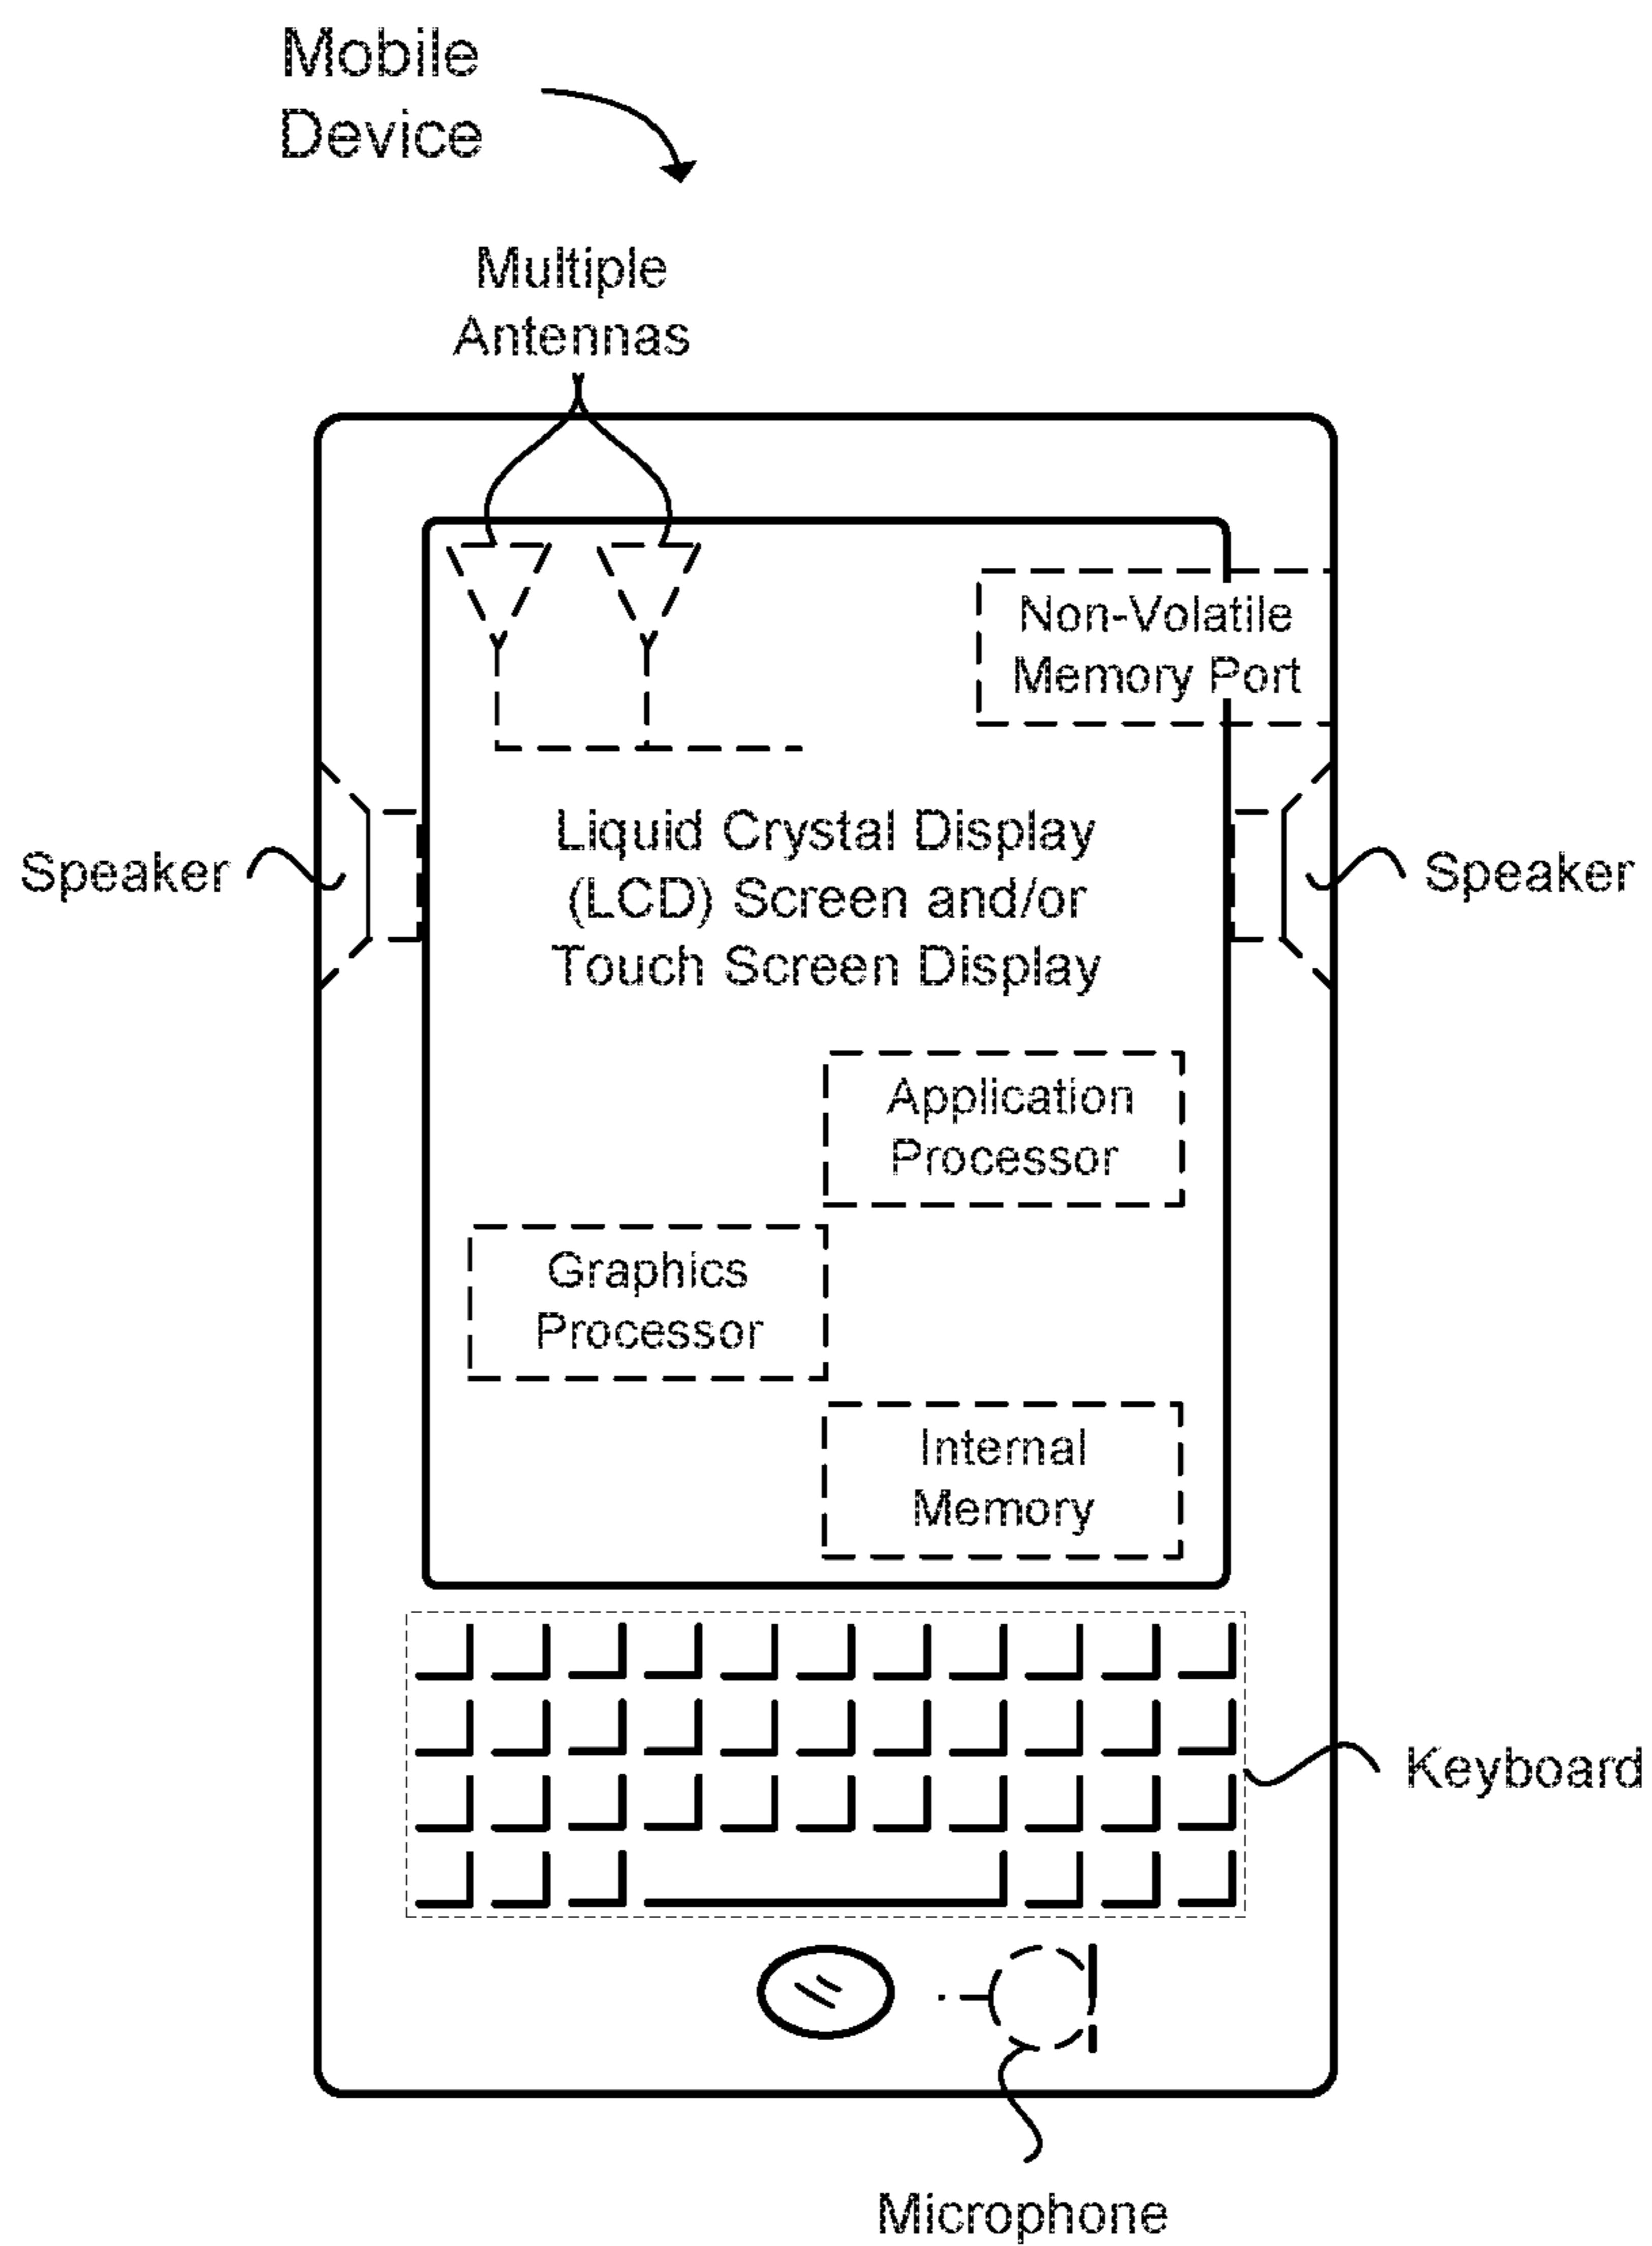 Mobile
Device
Multiple
Antennas
Non-Volatile
Memory Port
Speaker
Liquid Crystal Display
(LCD) Screen and/or
Touch Screen Display
Speaker
Application
Processor
Graphics
Processor
Internal
Memory
Keyboard
Microphone